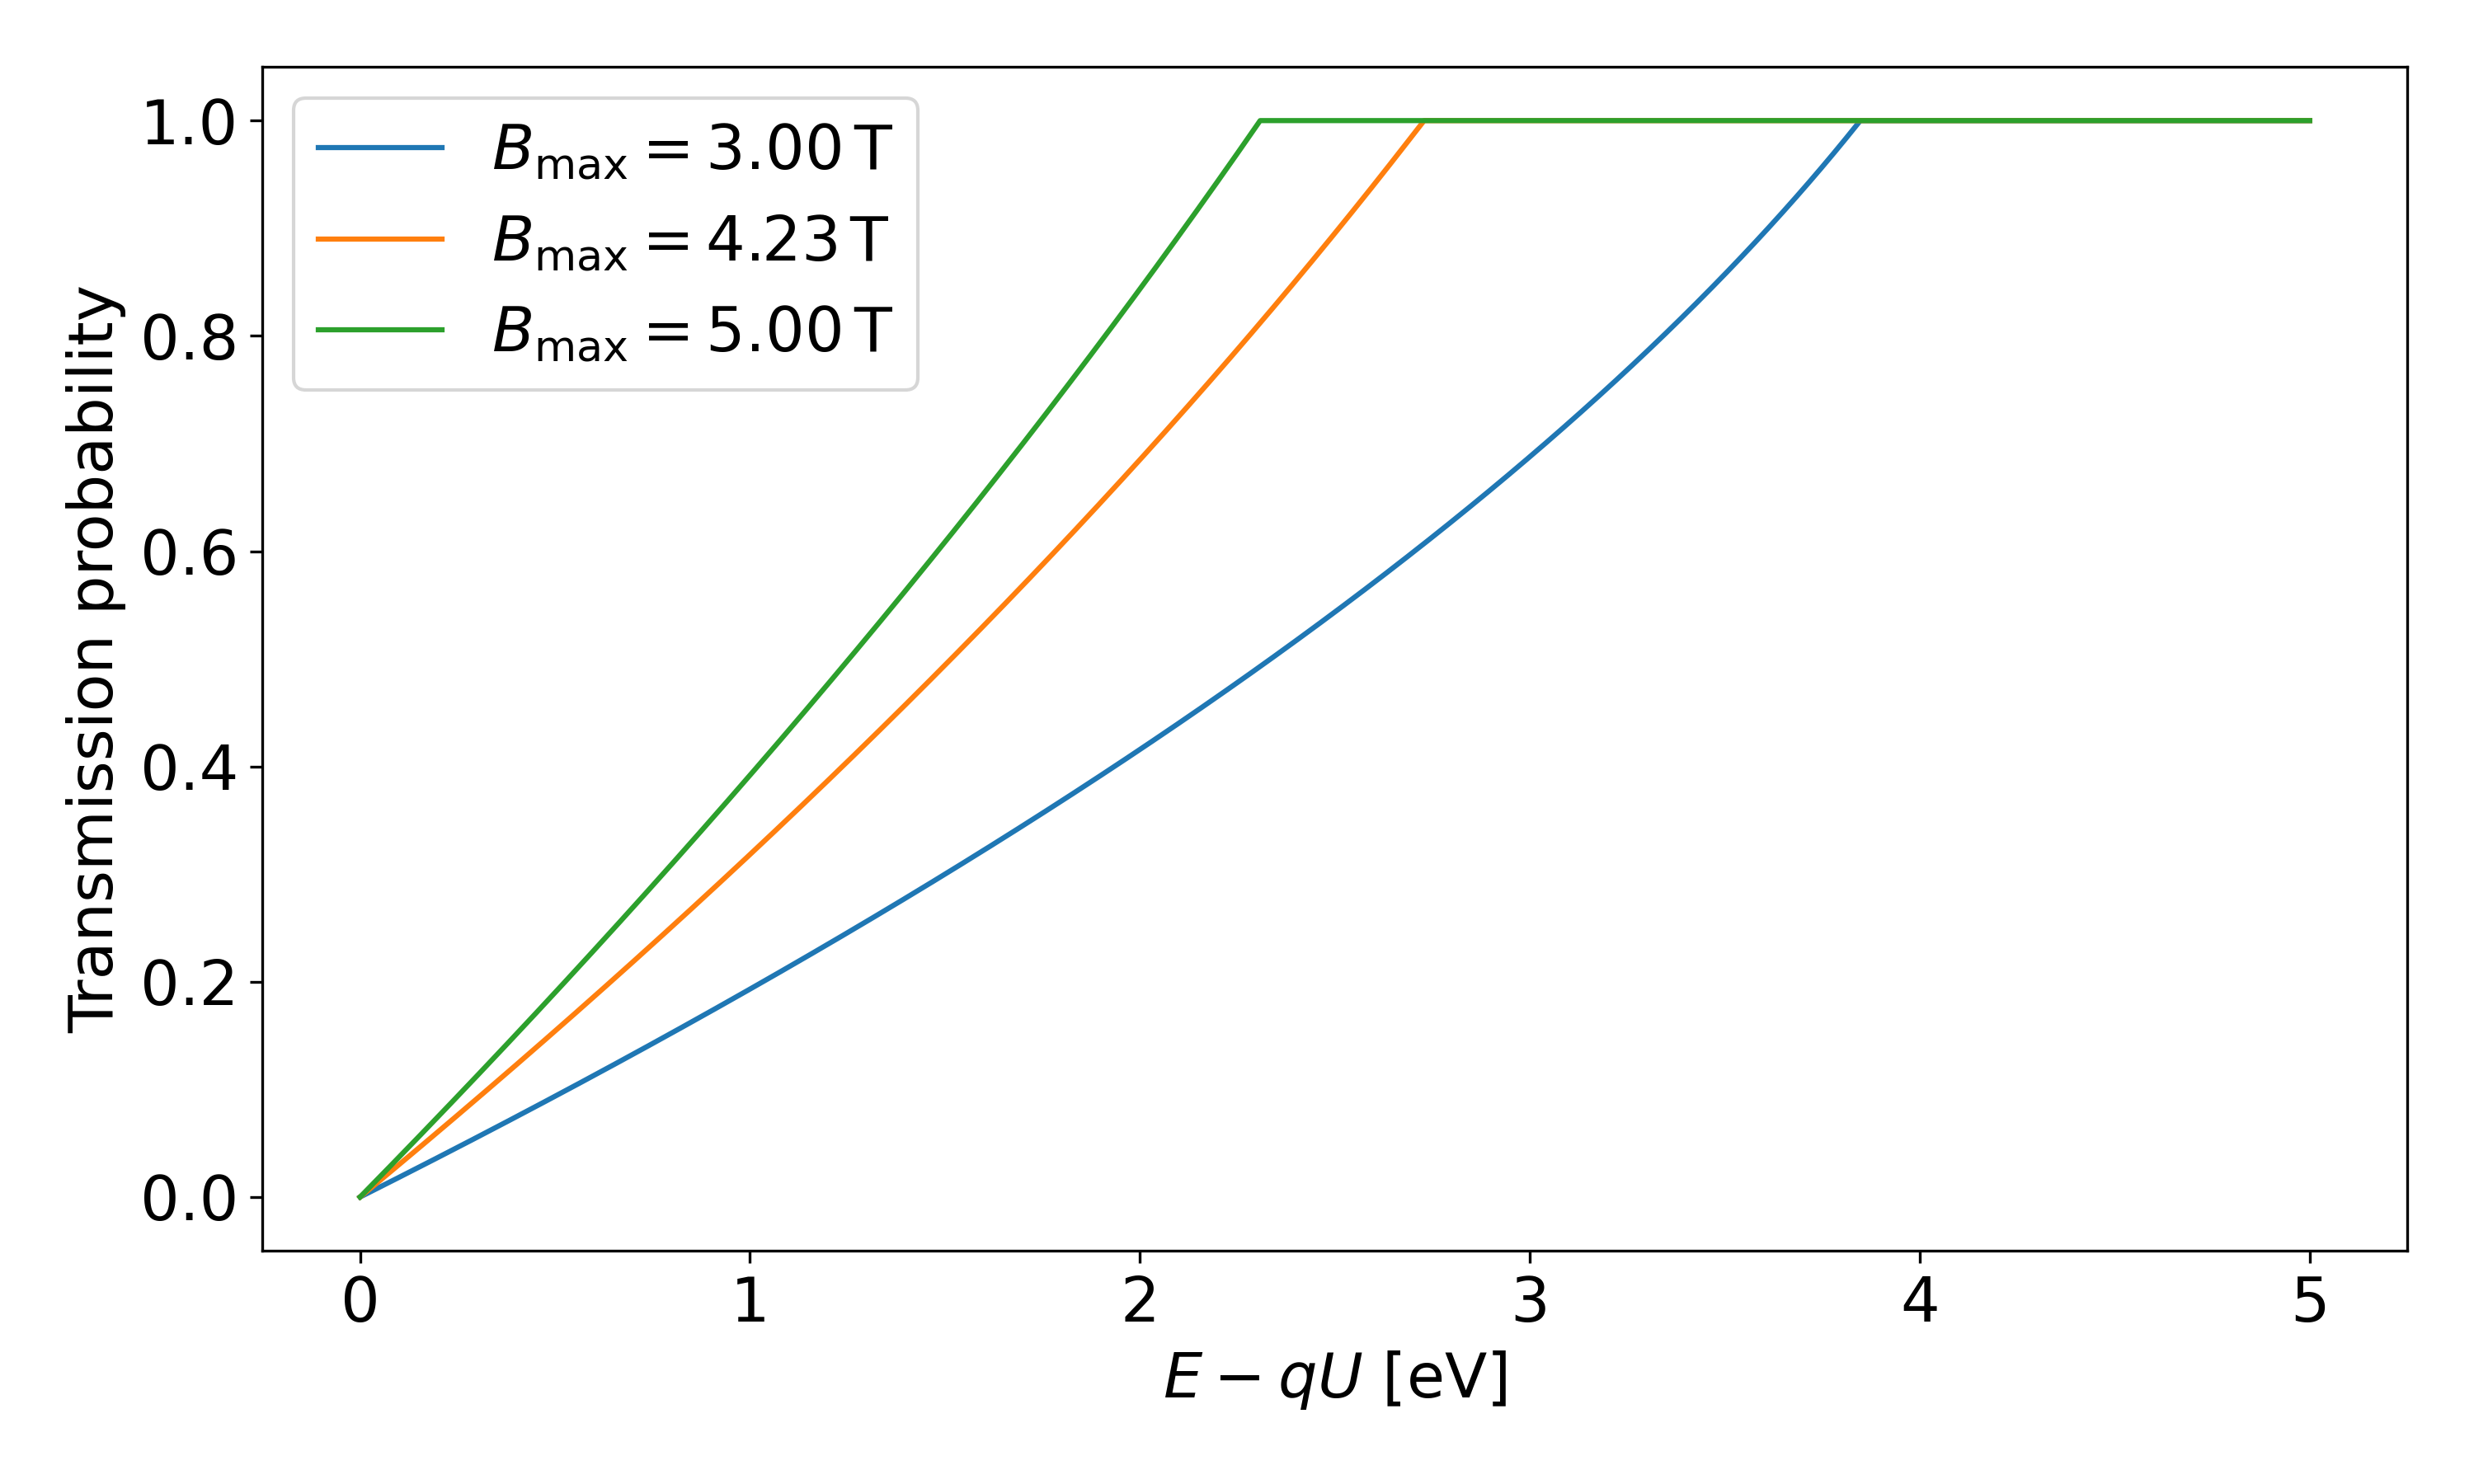 B_max = 3.00 T
B_max = 4.23 T
B_max = 5.00 T
Transmission probability
1.0
0.8
0.6
0.4
0.2
0.0
0 1 2 3 4 5
E − qU [eV]